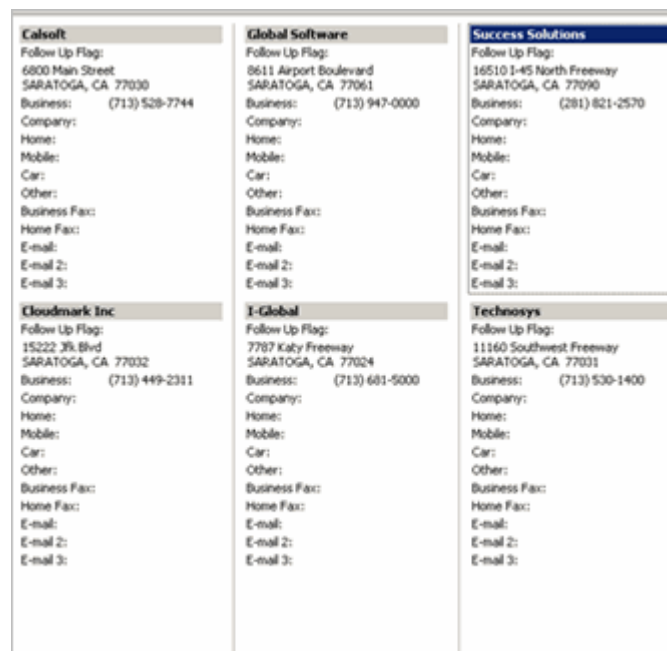 Calsoft
Follow Up Flag:
6800 Main Street
SARATOGA, CA 77030
Business: (713) 528-7744
Company:
Home:
Mobile:
Car:
Other:
Business Fax:
Home Fax:
E-mail:
E-mail 2:
E-mail 3:
Cloudmark Inc
Follow Up Flag:
15222 Jfk Blvd
SARATOGA, CA 77032
Business: (713) 449-2311
Company:
Home:
Mobile:
Car:
Other:
Business Fax:
Home Fax:
E-mail:
E-mail 2:
E-mail 3:
Global Software
Follow Up Flag:
8611 Airport Boulevard
SARATOGA, CA 77061
Business: (713) 947-0000
Company:
Home:
Mobile:
Car:
Other:
Business Fax:
Home Fax:
E-mail:
E-mail 2:
E-mail 3:
I-Global
Follow Up Flag:
7787 Katy Freeway
SARATOGA, CA 77024
Business: (713) 681-5000
Company:
Home:
Mobile:
Car:
Other:
Business Fax:
Home Fax:
E-mail:
E-mail 2:
E-mail 3:
Success Solutions
Follow Up Flag:
16510 I-45 North Freeway
SARATOGA, CA 77090
Business: (281) 821-2570
Company:
Home:
Mobile:
Car:
Other:
Business Fax:
Home Fax:
E-mail:
E-mail 2:
E-mail 3:
Technosys
Follow Up Flag:
11160 Southwest Freeway
SARATOGA, CA 77031
Business: (713) 530-1400
Company:
Home:
Mobile:
Car:
Other:
Business Fax:
Home Fax:
E-mail:
E-mail 2:
E-mail 3: